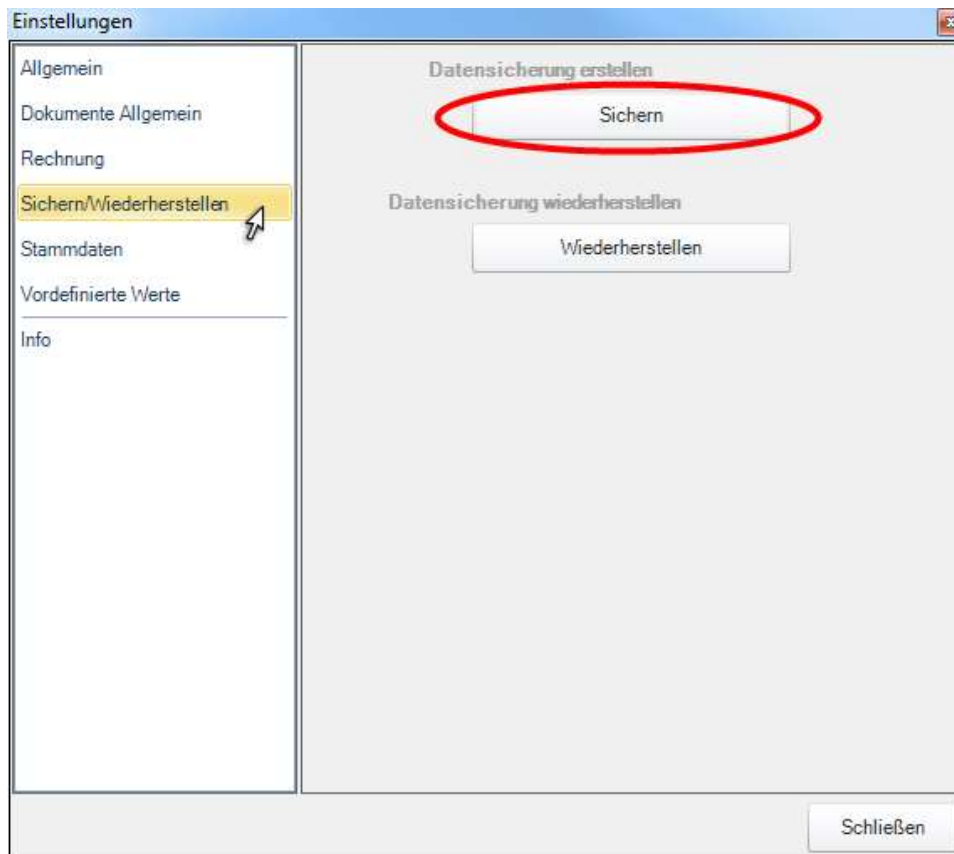 Einstellungen
Allgemein
Dokumente Allgemein
Rechnung
Sichern/Wiederherstellen
Stammdaten
Vordefinierte Werte
Info
Datensicherung erstellen
Sichern
Datensicherung wiederherstellen
Wiederherstellen
Schließen